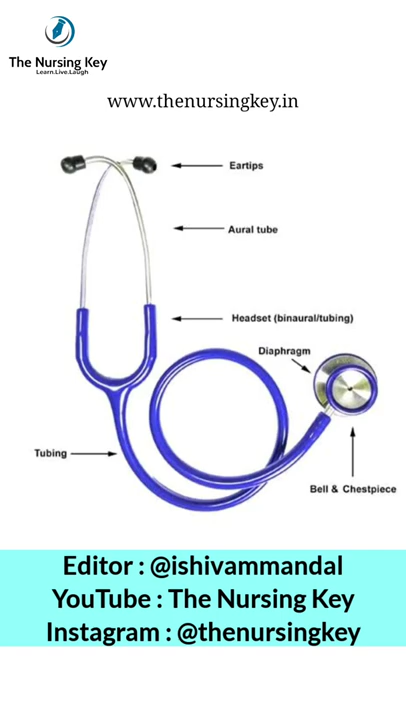 The Nursing Key
Learn.Live.Laugh
www.thenursingkey.in
Eartips
Aural tube
Headset (binaural/tubing)
Diaphragm
Tubing
Bell & Chestpiece
Editor : @ishivammandal
YouTube : The Nursing Key
Instagram : @thenursingkey